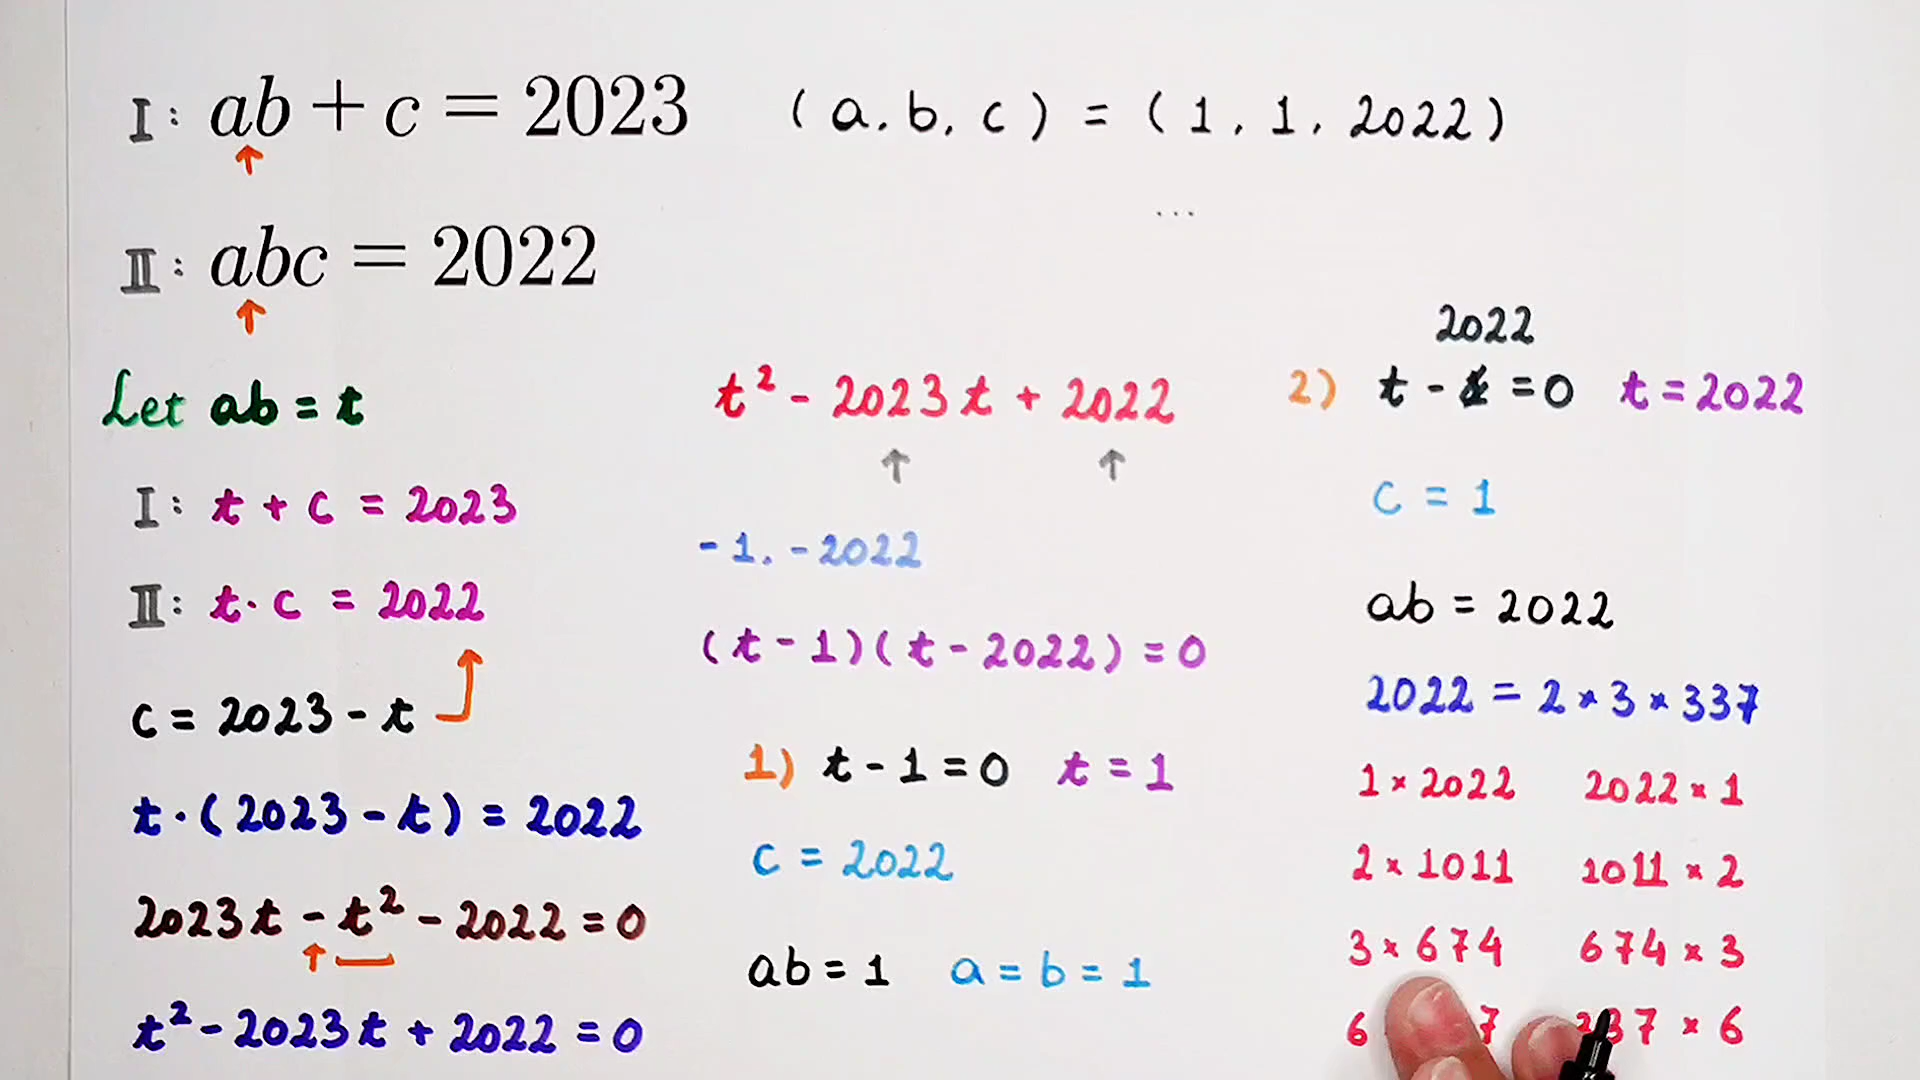 I: ab + c = 2023
(a, b, c) = (1, 1, 2022)
...
II: abc = 2022
Let ab = t
I: t + c = 2023
II: t · c = 2022
c = 2023 - t
t · (2023 - t) = 2022
2023t - t² - 2022 = 0
t² - 2023t + 2022 = 0
t² - 2023t + 2022
-1, -2022
(t - 1)(t - 2022) = 0
1) t - 1 = 0 t = 1
c = 2022
ab = 1 a = b = 1
2022
2) t - = 0 t = 2022
c = 1
ab = 2022
2022 = 2 × 3 × 337
1 × 2022 2022 × 1
2 × 1011 1011 × 2
3 × 674 674 × 3
6 7 337 × 6